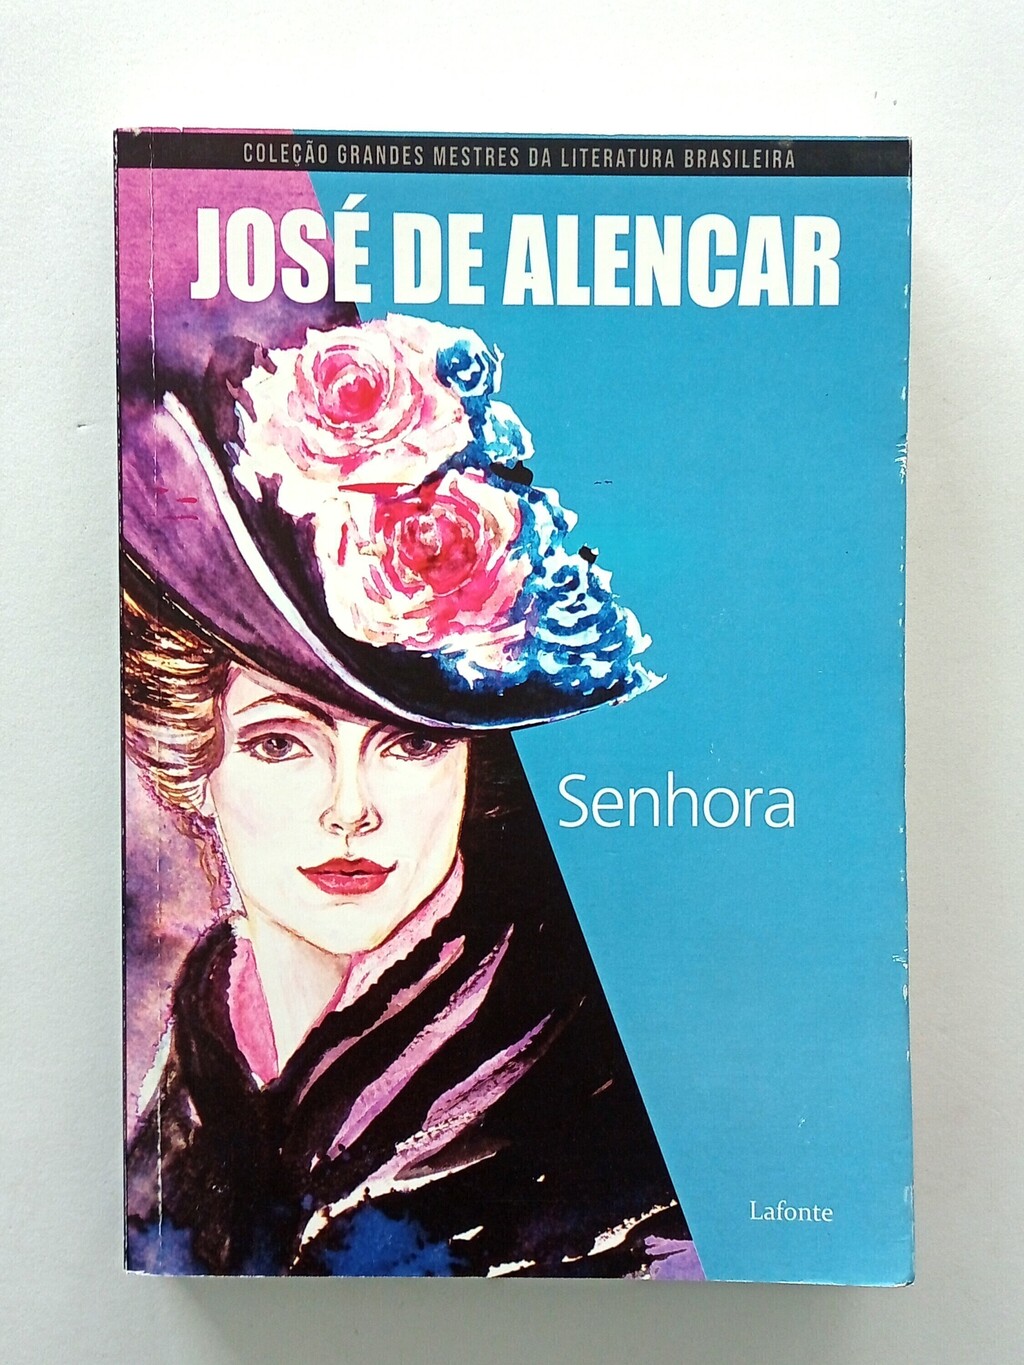 COLEÇÃO GRANDES MESTRES DA LITERATURA BRASILEIRA
JOSÉ DE ALENCAR
Senhora
Lafonte